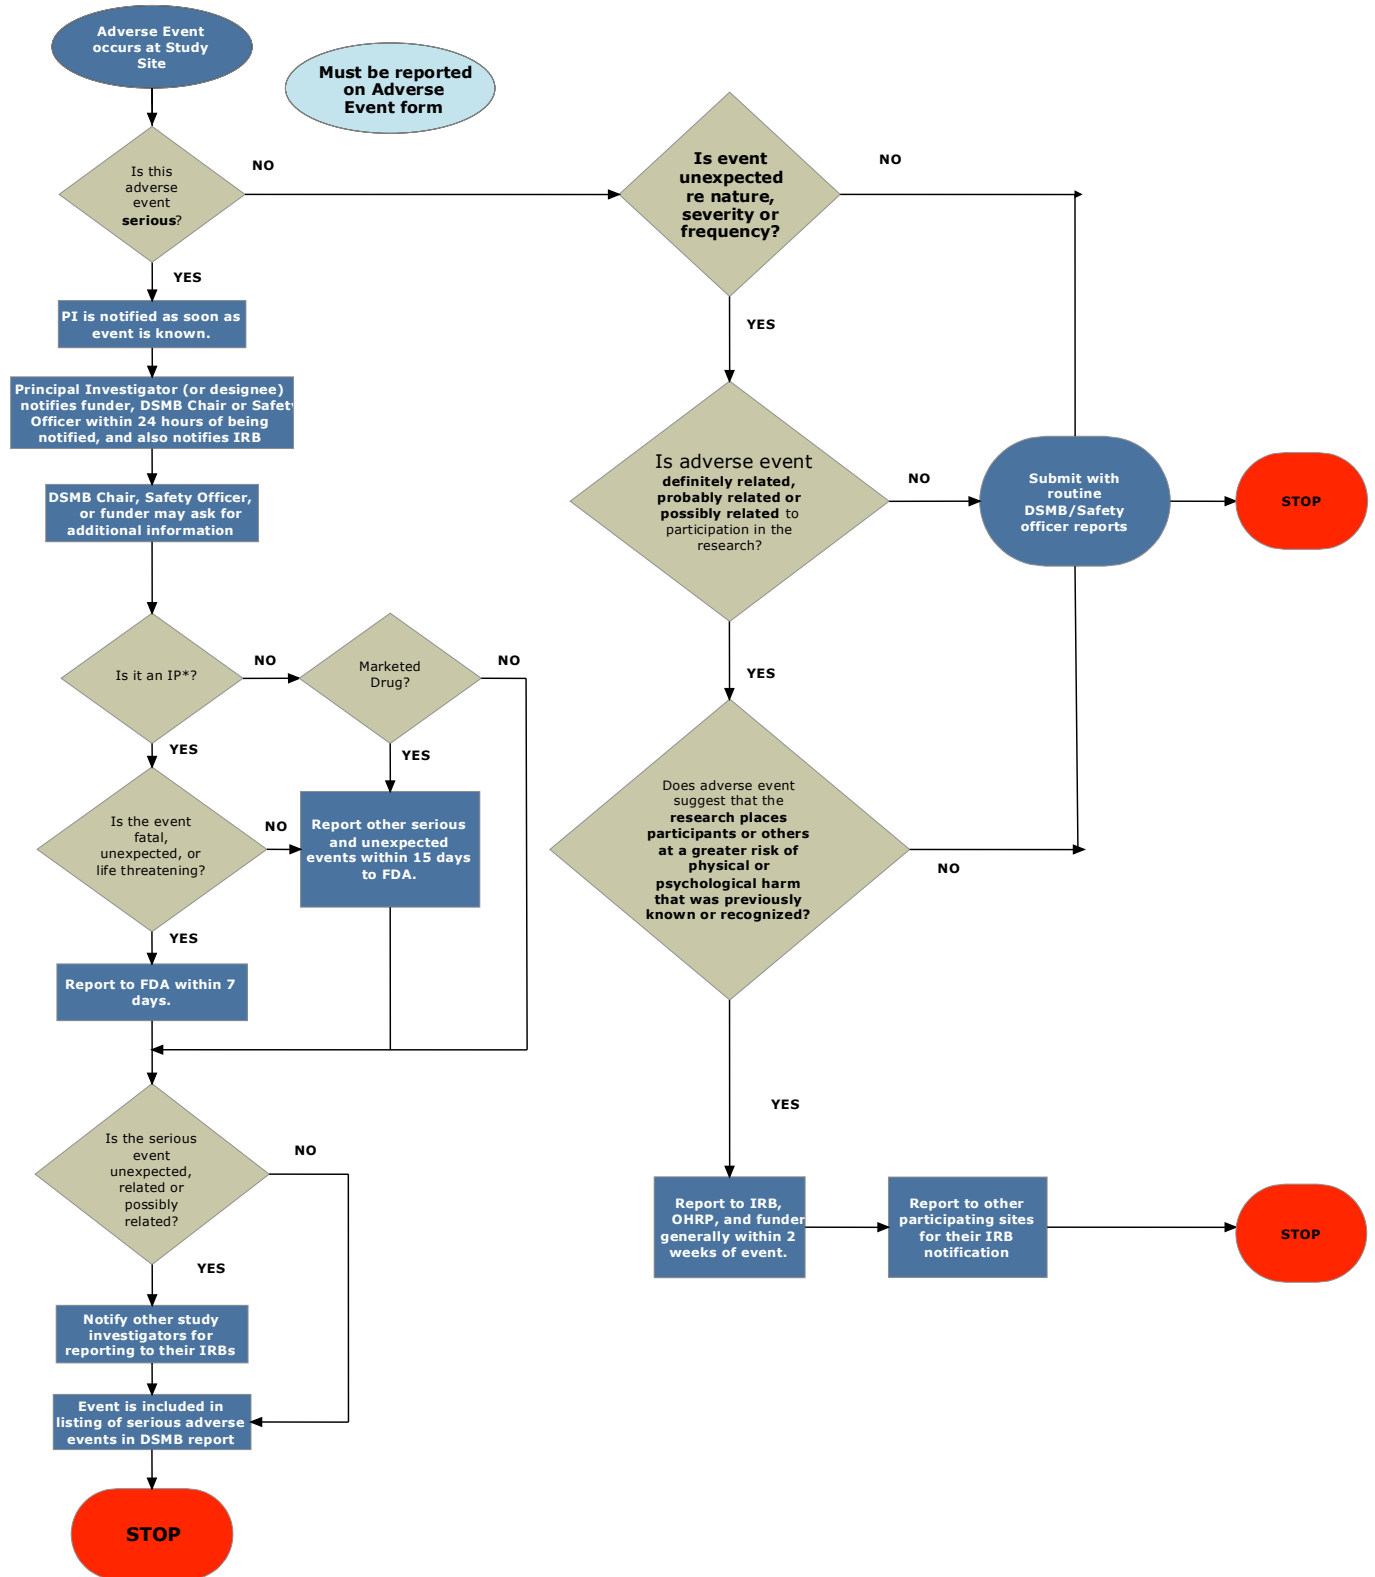 Adverse Event
occurs at Study
Site
Must be reported
on Adverse
Event form
Is this
adverse
event
serious?
NO
YES
Is event
unexpected
re nature,
severity or
frequency?
NO
YES
PI is notified as soon as
event is known.
Principal Investigator (or designee)
notifies funder, DSMB Chair or Safety
Officer within 24 hours of being
notified, and also notifies IRB
DSMB Chair, Safety Officer,
or funder may ask for
additional information
Is adverse event
definitely related,
probably related or
possibly related to
participation in the
research?
NO
YES
Submit with
routine
DSMB/Safety
officer reports
STOP
Is it an IP*?
NO
YES
Marketed
Drug?
NO
YES
Is the event
fatal,
unexpected, or
life threatening?
NO
YES
Report other serious
and unexpected
events within 15 days
to FDA.
Does adverse event
suggest that the
research places
participants or others
at a greater risk of
physical or
psychological harm
that was previously
known or recognized?
NO
YES
Report to FDA within 7
days.
Is the serious
event
unexpected,
related or
possibly
related?
NO
YES
Report to IRB,
OHRP, and funder
generally within 2
weeks of event.
Report to other
participating sites
for their IRB
notification
STOP
Notify other study
investigators for
reporting to their IRBs
Event is included in
listing of serious adverse
events in DSMB report
STOP